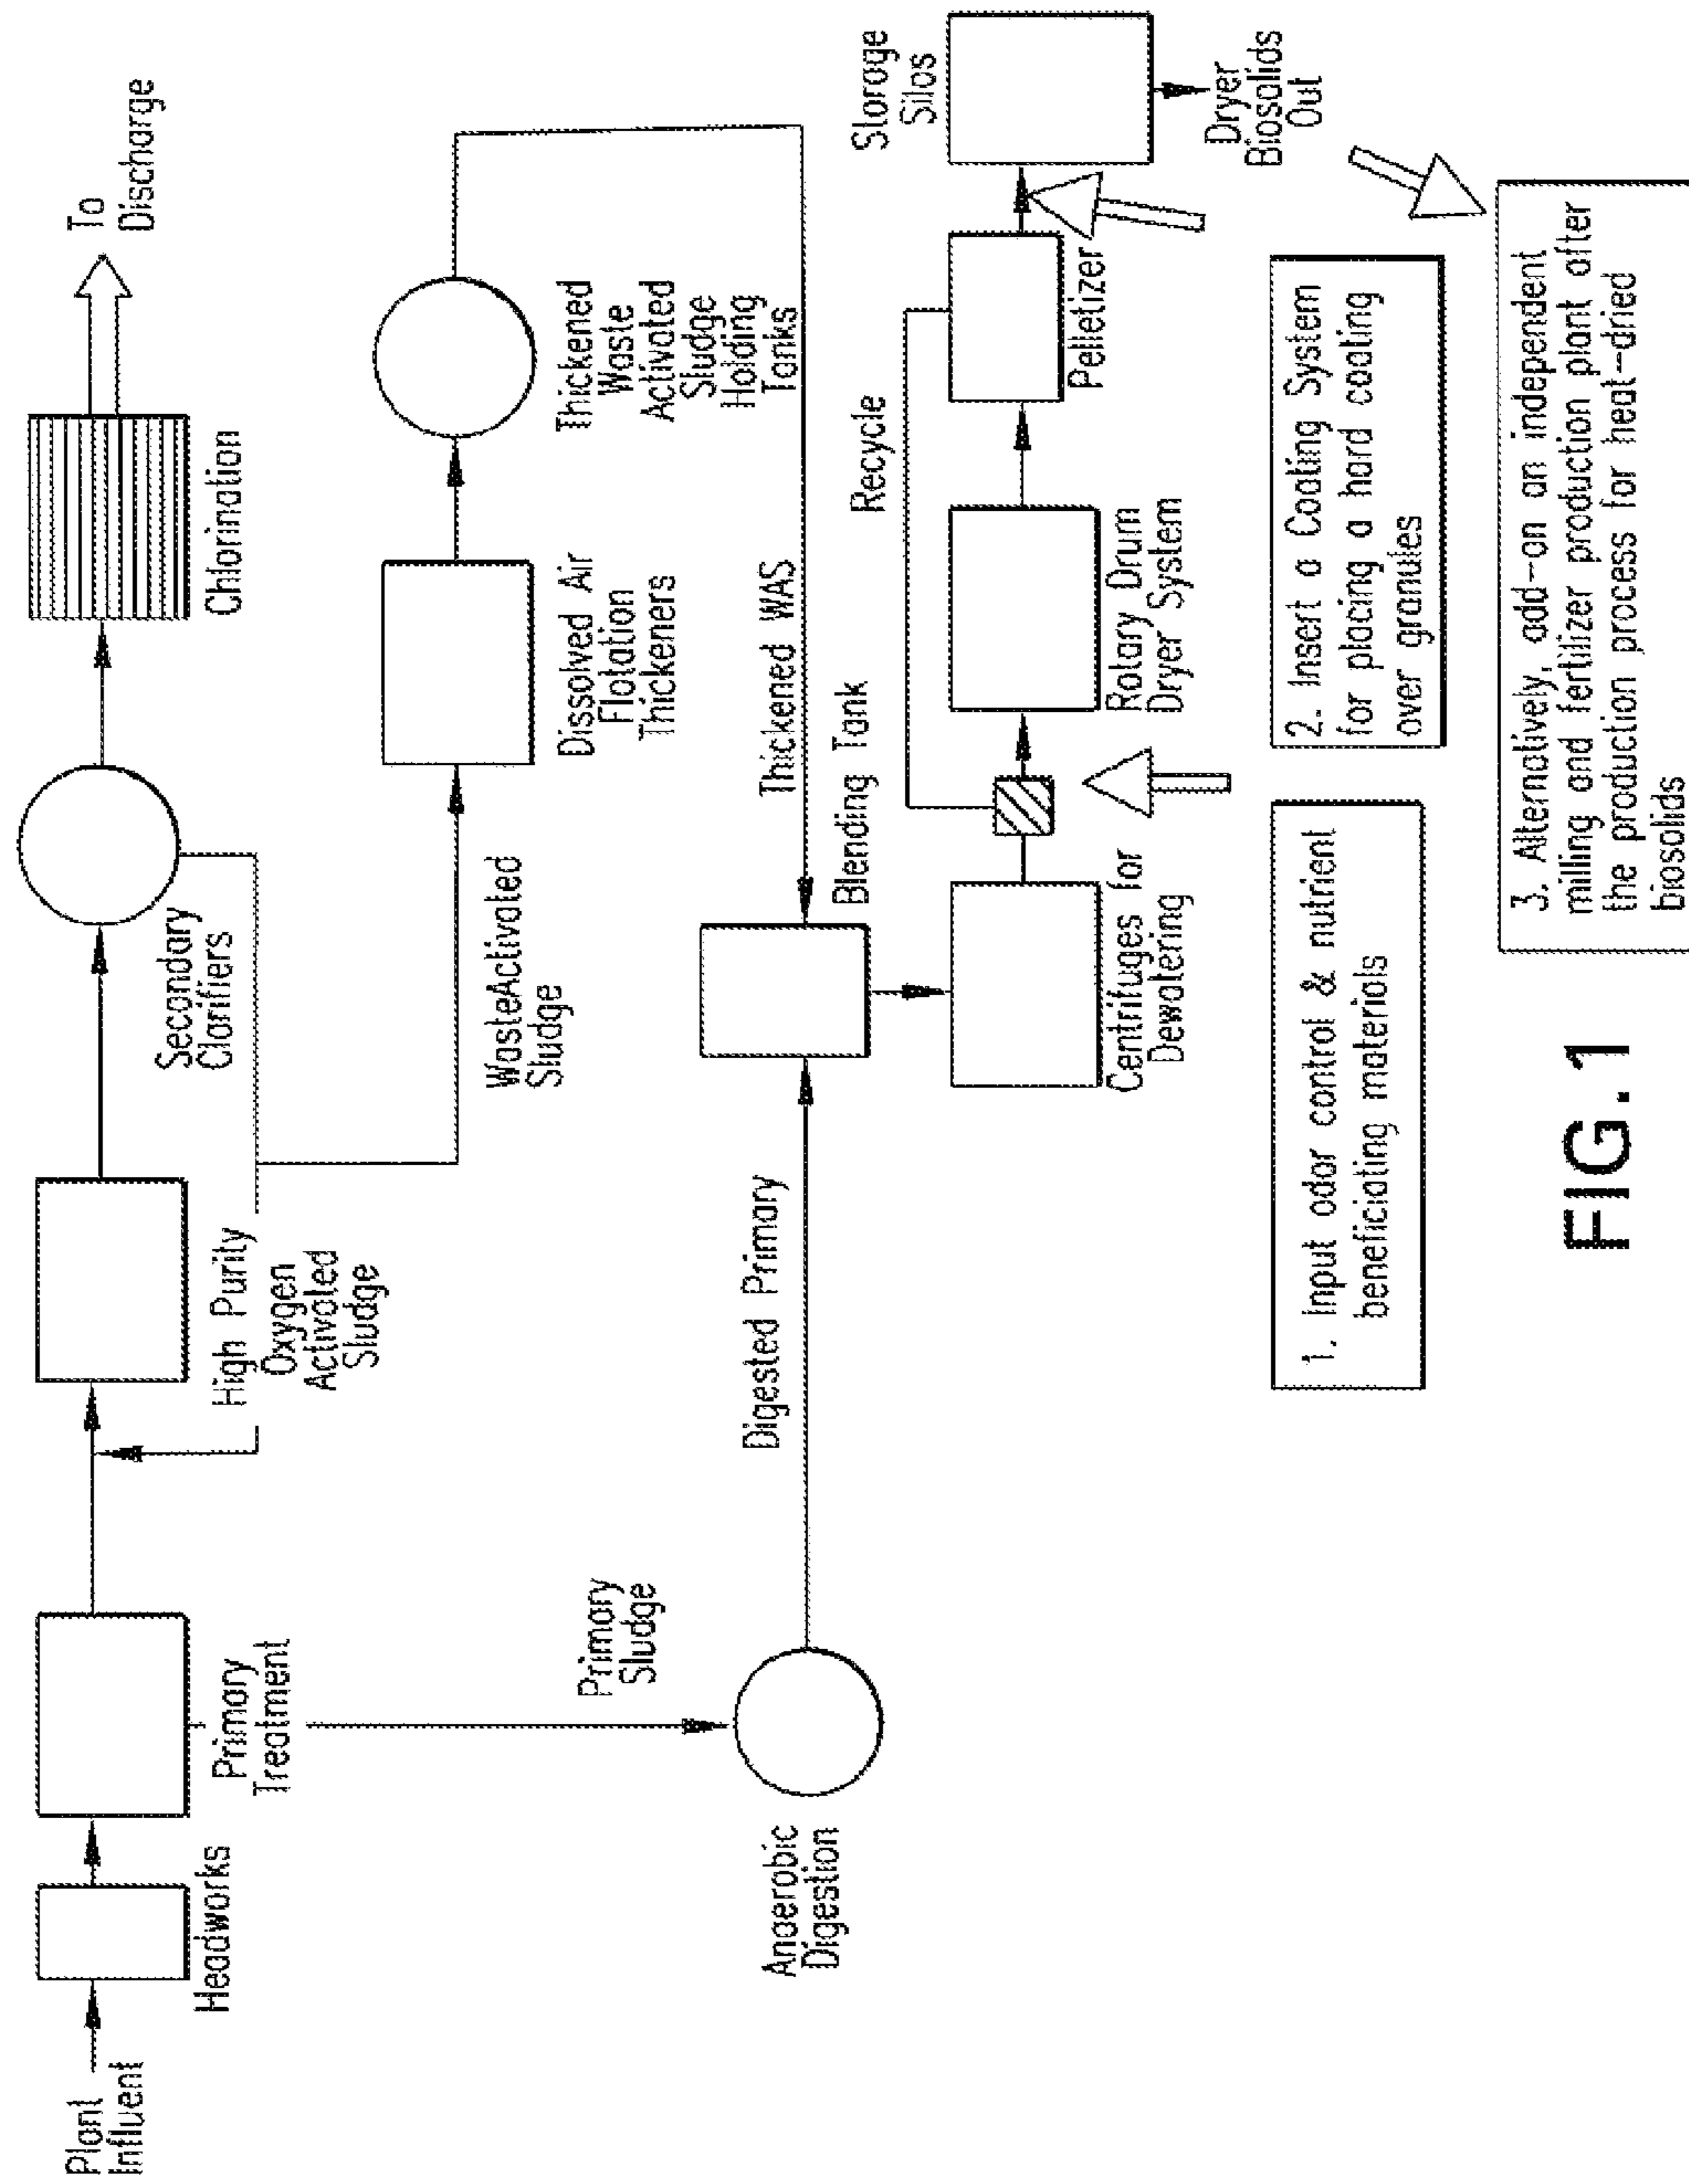 Plant
Influent
Headworks
Primary
Treatment
High Purity
Oxygen
Activated
Sludge
Secondary
Clarifiers
Chlorination
To
Discharge
WasteActivated
Sludge
Dissolved Air
Flotation
Thickeners
Thickened
Waste
Activated
Sludge
Holding
Tanks
Primary
Sludge
Anaerobic
Digestion
Digested Primary
Thickened WAS
Blending Tank
Centrifuges for
Dewatering
Recycle
Rotary Drum
Dryer System
Pelletizer
Storage
Silos
Dryer
Biosolids
Out
1. Input odor control & nutrient
beneficiating materials
2. Insert a Coating System
for placing a hard coating
over granules
3. Alternatively, add-on an independent
milling and fertilizer production plant after
the production process for heat-dried
biosolids
FIG.1